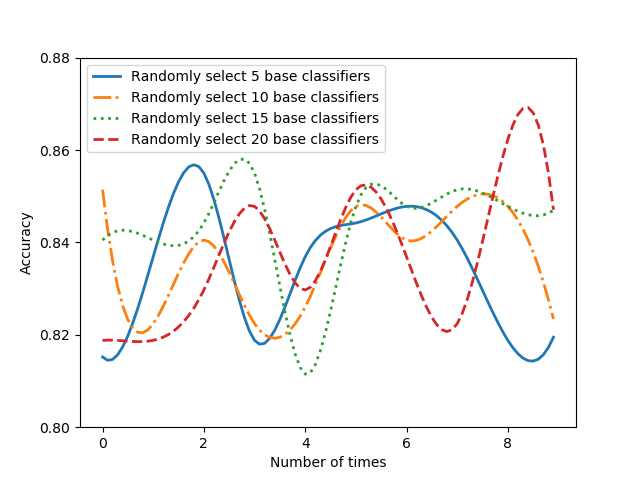 0.88
0.86
0.84
0.82
0.80
Accuracy
Randomly select 5 base classifiers
Randomly select 10 base classifiers
Randomly select 15 base classifiers
Randomly select 20 base classifiers
0 2 4 6 8
Number of times